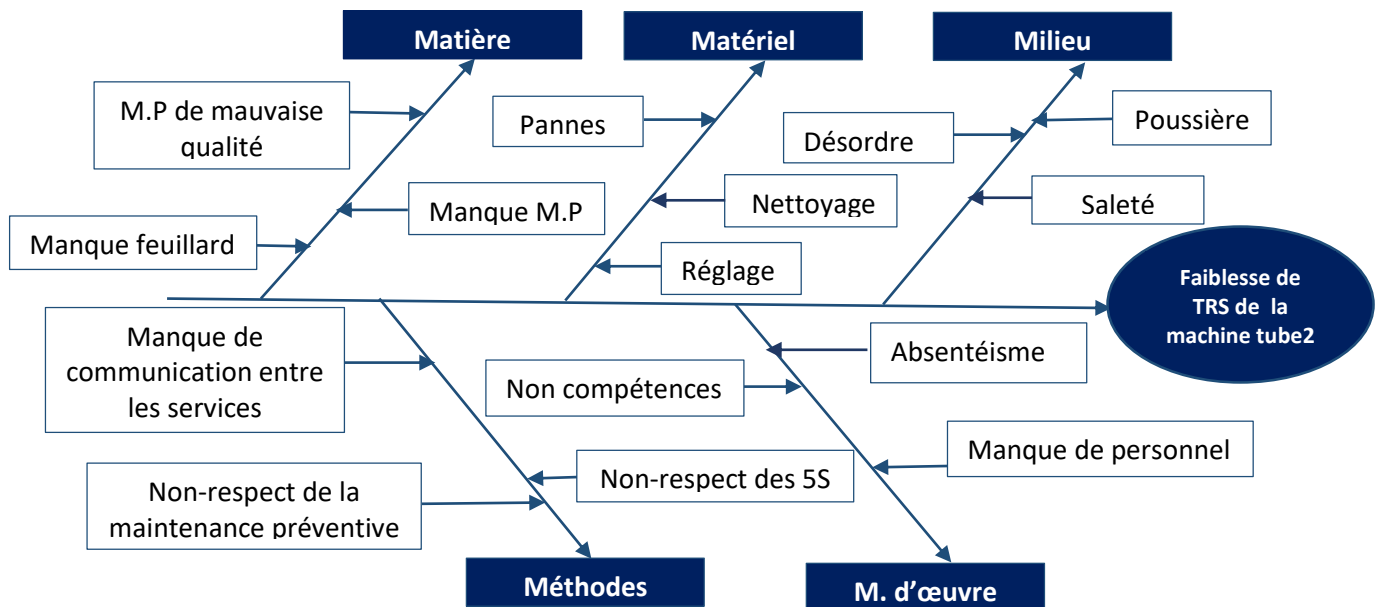 Matière
Matériel
Milieu
M.P de mauvaise
qualité
Pannes
Poussière
Désordre
Manque M.P
Nettoyage
Saleté
Manque feuillard
Réglage
Faiblesse de
TRS de la
machine tube2
Manque de
communication entre
les services
Absentéisme
Non compétences
Manque de personnel
Non-respect des 5S
Non-respect de la
maintenance préventive
Méthodes
M. d'œuvre